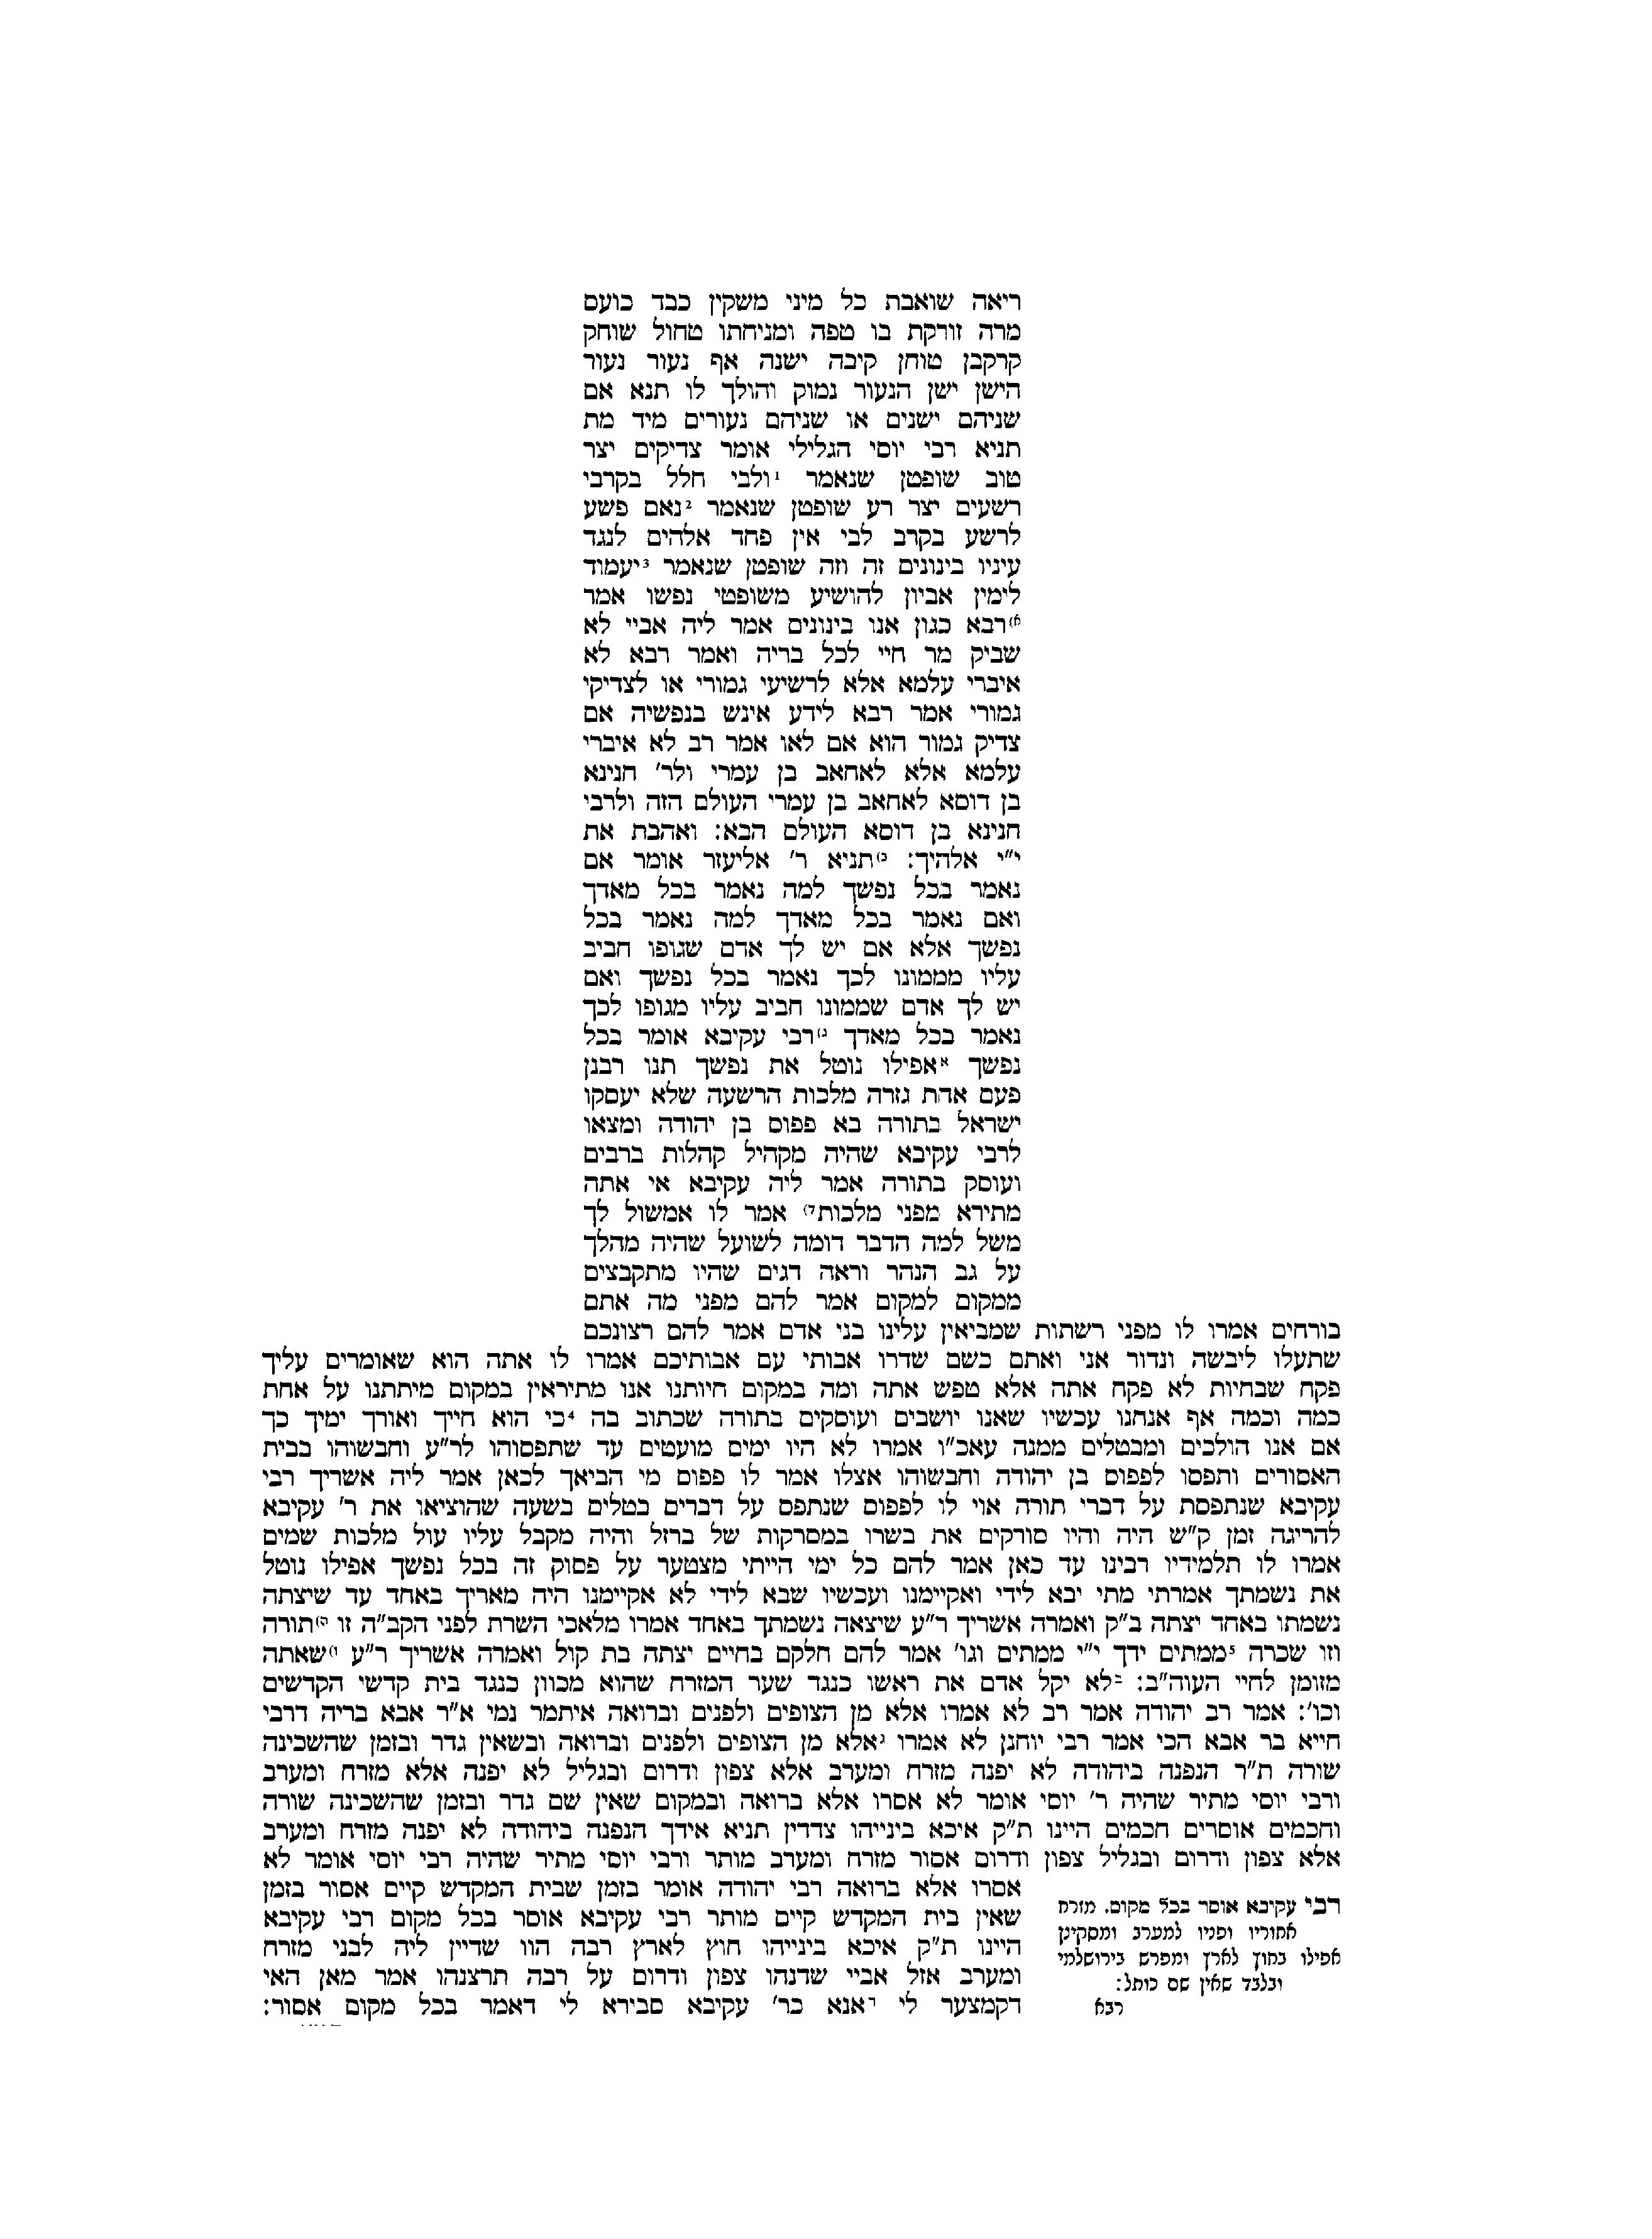 ריאה שואבת כל מיני משקין כבד כועס
מרה זורקת בו טפה ומניחתו טחול שוחק
קרקבן טוחן קיבה ישנה אף נעור נעור
הישן ישן הנעור נמוק והולך לו תנא אם
שניהם ישנים או שניהם נעורים מיד מת
תניא רבי יוסי הגלילי אומר צדיקים יצר
טוב שופטן שנאמר ¹ולבי חלל בקרבי
רשעים יצר רע שופטן שנאמר ²נאם פשע
לרשע בקרב לבי אין פחד אלהים לנגד
עיניו בינונים זה וזה שופטן שנאמר ³יעמוד
לימין אביון להושיע משופטי נפשו אמר
א)רבא כגון אנו בינונים אמר ליה אביי לא
שביק מר חיי לכל בריה ואמר רבא לא
איברי עלמא אלא לרשיעי גמורי או לצדיקי
גמורי אמר רבא לידע אינש בנפשיה אם
צדיק גמור הוא אם לאו אמר רב לא איברי
עלמא אלא לאחאב בן עמרי ולר' חנינא
בן דוסא לאחאב בן עמרי העולם הזה ולרבי
חנינא בן דוסא העולם הבא: ואהבת את
י"י אלהיך: ב)תניא ר' אליעזר אומר אם
נאמר בכל נפשך למה נאמר בכל מאדך
ואם נאמר בכל מאדך למה נאמר בכל
נפשך אלא אם יש לך אדם שגופו חביב
עליו מממונו לכך נאמר בכל נפשך ואם
יש לך אדם שממונו חביב עליו מגופו לכך
נאמר בכל מאדך ג)רבי עקיבא אומר בכל
נפשך אאפילו נוטל את נפשך תנו רבנן
פעם אחת גזרה מלכות הרשעה שלא יעסקו
ישראל בתורה בא פפוס בן יהודה ומצאו
לרבי עקיבא שהיה מקהיל קהלות ברבים
ועוסק בתורה אמר ליה עקיבא אי אתה
מתירא מפני מלכות ד) אמר לו אמשול לך
משל למה הדבר דומה לשועל שהיה מהלך
על גב הנהר וראה דגים שהיו מתקבצים
ממקום למקום אמר להם מפני מה אתם
בורחים אמרו לו מפני רשתות שמביאין עלינו בני אדם אמר להם רצונכם
שתעלו ליבשה ונדור אני ואתם כשם שדרו אבותי עם אבותיכם אמרו לו אתה הוא שאומרים עליך
פקח שבחיות לא פקח אתה אלא טפש אתה ומה במקום חיותנו אנו מתיראין במקום מיתתנו על אחת
כמה וכמה אף אנחנו עכשיו שאנו יושבים ועוסקים בתורה שכתוב בה ⁴כי הוא חייך ואורך ימיך כך
אם אנו הולכים ומבטלים ממנה עאכ"ו אמרו לא היו ימים מועטים עד שתפסוהו לר"ע וחבשוהו בבית
האסורים ותפסו לפפוס בן יהודה וחבשוהו אצלו אמר לו פפוס מי הביאך לכאן אמר ליה אשריך רבי
עקיבא שנתפסת על דברי תורה אוי לו לפפוס שנתפס על דברים בטלים בשעה שהוציאו את ר' עקיבא
להריגה זמן ק"ש היה והיו סורקים את בשרו במסרקות של ברזל והיה מקבל עליו עול מלכות שמים
אמרו לו תלמידיו רבינו עד כאן אמר להם כל ימי הייתי מצטער על פסוק זה בכל נפשך אפילו נוטל
את נשמתך אמרתי מתי יבא לידי ואקיימנו ועכשיו שבא לידי לא אקיימנו היה מאריך באחד עד שיצתה
נשמתו באחד יצתה ב"ק ואמרה אשריך ר"ע שיצאה נשמתך באחד אמרו מלאכי השרת לפני הקב"ה זו ה)תורה
וזו שכרה ⁵ממתים ידך י"י ממתים וגו' אמר להם חלקם בחיים יצתה בת קול ואמרה אשריך ר"ע ו)שאתה
מזומן לחיי העוה"ב: בלא יקל אדם את ראשו כנגד שער המזרח שהוא מכוון כנגד בית קדשי הקדשים
וכו': אמר רב יהודה אמר רב לא אמרו אלא מן הצופים ולפנים וברואה איתמר נמי א"ר אבא בריה דרבי
חייא בר אבא הכי אמר רבי יוחנן לא אמרו גאלא מן הצופים ולפנים וברואה ובשאין גדר ובזמן שהשכינה
שורה ת"ר הנפנה ביהודה לא יפנה מזרח ומערב אלא צפון ודרום ובגליל לא יפנה אלא מזרח ומערב
ורבי יוסי מתיר שהיה ר' יוסי אומר לא אסרו אלא ברואה ובמקום שאין שם גדר ובזמן שהשכינה שורה
וחכמים אוסרים חכמים היינו ת"ק איכא בינייהו צדדין תניא אידך הנפנה ביהודה לא יפנה מזרח ומערב
אלא צפון ודרום ובגליל צפון ודרום אסור מזרח ומערב מותר ורבי יוסי מתיר שהיה רבי יוסי אומר לא
אסרו אלא ברואה רבי יהודה אומר בזמן שבית המקדש קיים אסור בזמן
שאין בית המקדש קיים מותר רבי עקיבא אוסר בכל מקום רבי עקיבא
היינו ת"ק איכא בינייהו חוץ לארץ רבה הוו שדיין ליה לבני מזרח
ומערב אזל אביי שדנהו צפון ודרום על רבה תרצנהו אמר מאן האי
דקמצער לי דאנא כר' עקיבא סבירא לי דאמר בכל מקום אסור:
רבי עקיבא אוסר בכל מקום. מזרח
אחוריו ופניו למערב ומסקינן
אפילו בחוץ לארץ ומפרש בירושלמי
ובלבד שאין שם כותל:
רבא